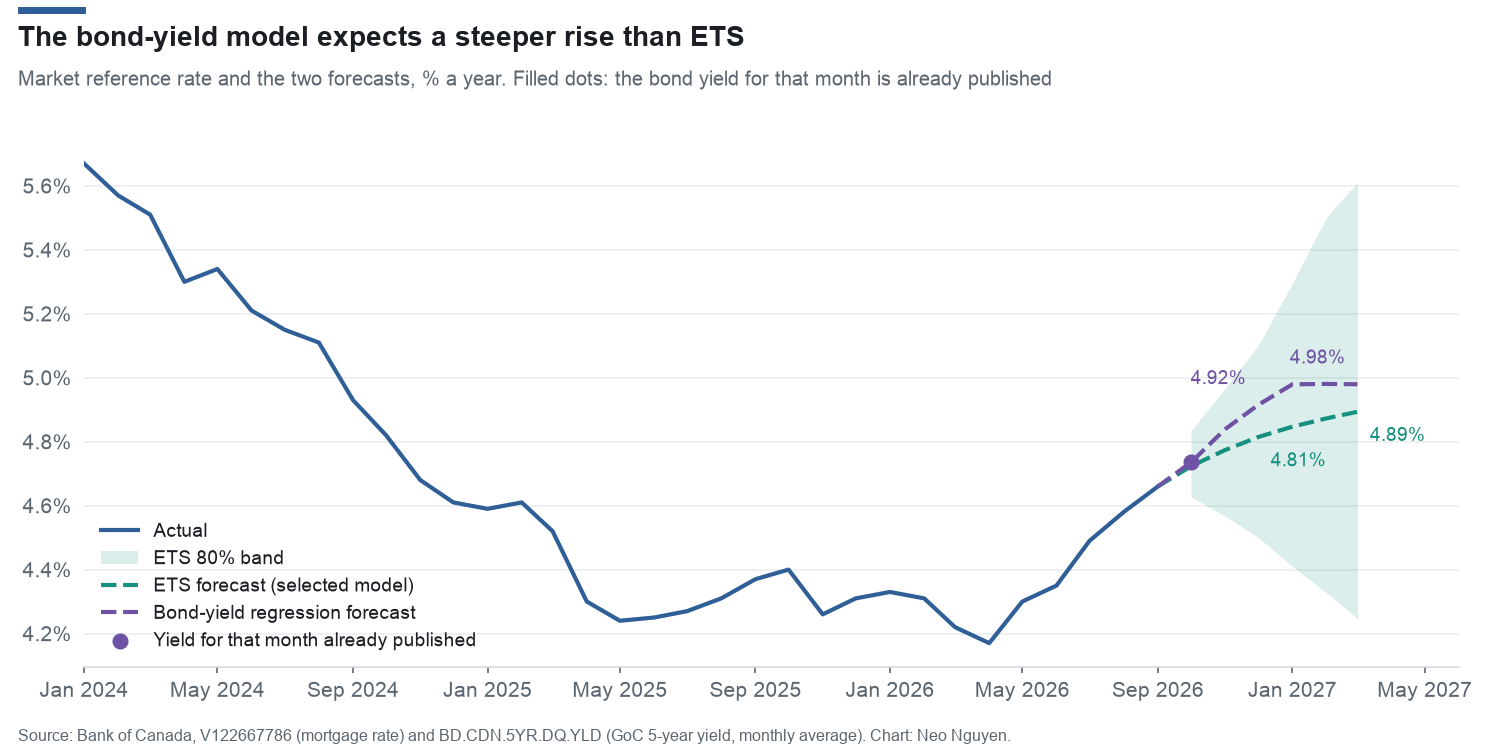 The bond-yield model expects a steeper rise than ETS
Market reference rate and the two forecasts, % a year. Filled dots: the bond yield for that month is already published
5.6%
5.4%
5.2%
5.0%
4.8%
4.6%
4.4%
4.2%
4.92%
4.98%
4.81%
4.89%
Actual
ETS 80% band
ETS forecast (selected model)
Bond-yield regression forecast
Yield for that month already published
Jan 2024 May 2024 Sep 2024 Jan 2025 May 2025 Sep 2025 Jan 2026 May 2026 Sep 2026 Jan 2027 May 2027
Source: Bank of Canada, V122667786 (mortgage rate) and BD.CDN.5YR.DQ.YLD (GoC 5-year yield, monthly average). Chart: Neo Nguyen.